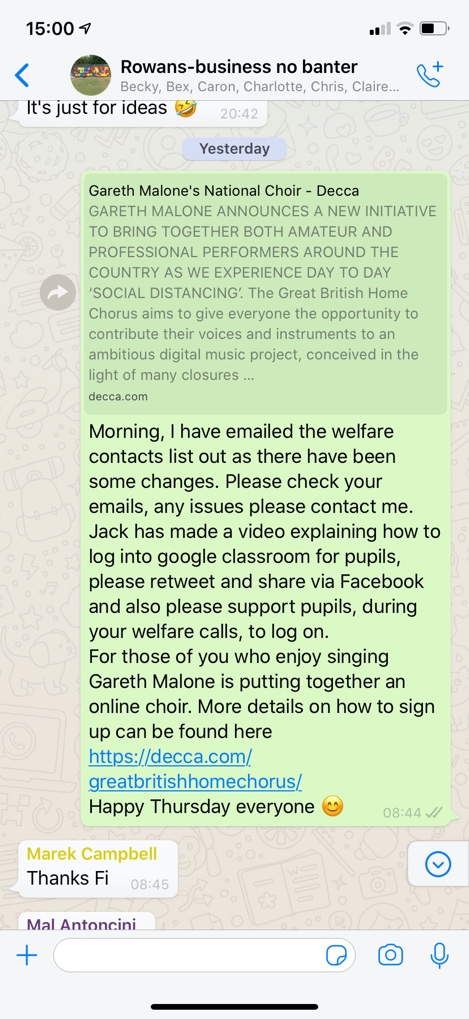 15:00
Rowans-business no banter
Becky, Bex, Caron, Charlotte, Chris, Claire...
It's just for ideas 🤣 20:42
Yesterday
Gareth Malone's National Choir - Decca
GARETH MALONE ANNOUNCES A NEW INITIATIVE
TO BRING TOGETHER BOTH AMATEUR AND
PROFESSIONAL PERFORMERS AROUND THE
COUNTRY AS WE EXPERIENCE DAY TO DAY
‘SOCIAL DISTANCING’. The Great British Home
Chorus aims to give everyone the opportunity to
contribute their voices and instruments to an
ambitious digital music project, conceived in the
light of many closures ...
decca.com
Morning, I have emailed the welfare
contacts list out as there have been
some changes. Please check your
emails, any issues please contact me.
Jack has made a video explaining how to
log into google classroom for pupils,
please retweet and share via Facebook
and also please support pupils, during
your welfare calls, to log on.
For those of you who enjoy singing
Gareth Malone is putting together an
online choir. More details on how to sign
up can be found here
https://decca.com/
greatbritishhomechorus/
Happy Thursday everyone 😊 08:44
Marek Campbell
Thanks Fi 08:45
Mal Antoncini